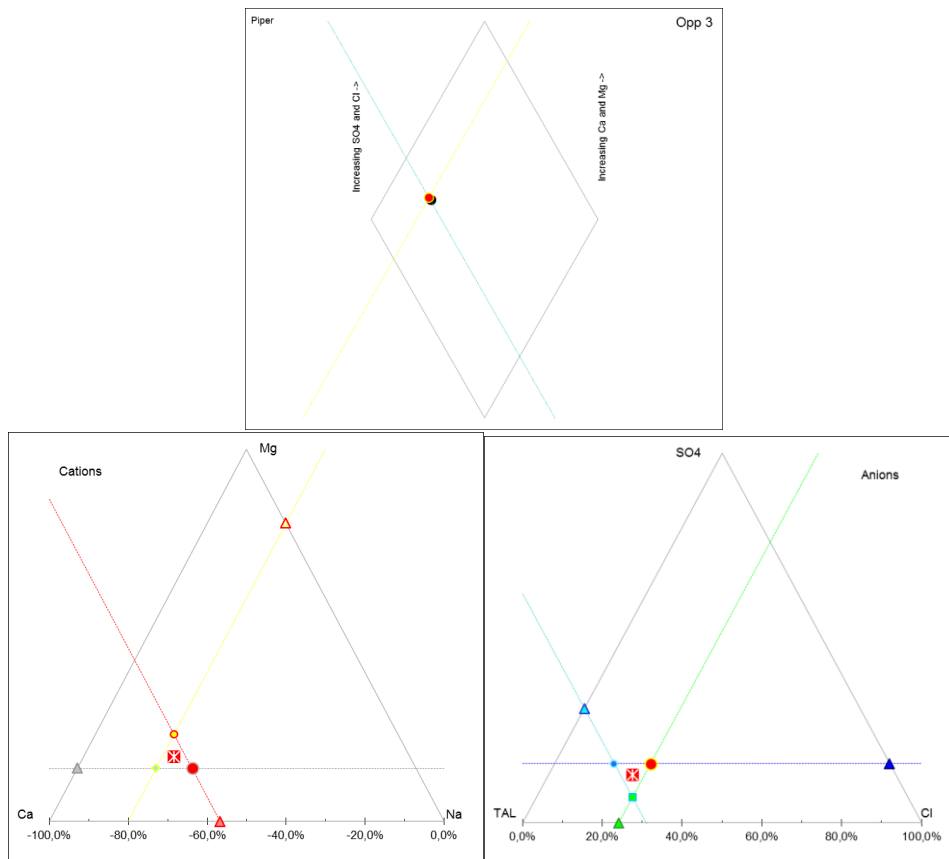 Piper
Opp 3
Increasing SO4 and Cl ->
Increasing Ca and Mg ->
Mg
Cations
Ca
Na
-100,0% -80,0% -60,0% -40,0% -20,0% 0,0%
SO4
Anions
TAL
Cl
0,0% 20,0% 40,0% 60,0% 80,0% 100,0%